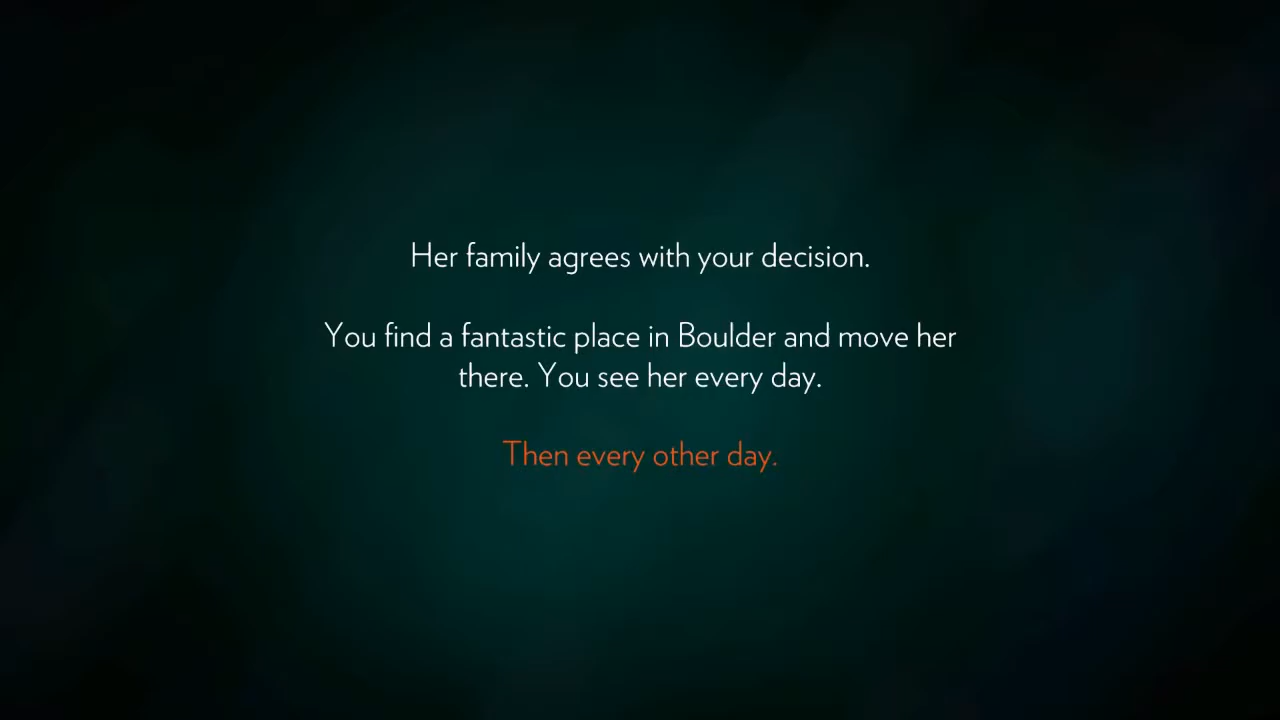 Her family agrees with your decision.
You find a fantastic place in Boulder and move her
there. You see her every day.
Then every other day.